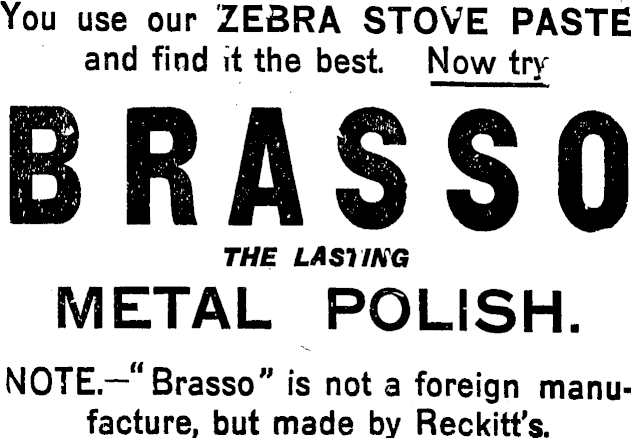 You use our ZEBRA STOVE PASTE
and find it the best. Now try
BRASSO
THE LASTING
METAL POLISH.
NOTE.—“Brasso” is not a foreign manu-
facture, but made by Reckitt's.